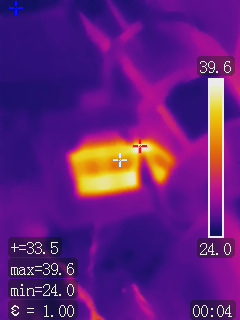 39.6
24.0
+=33.5
max=39.6
min=24.0
ε = 1.00
00:04